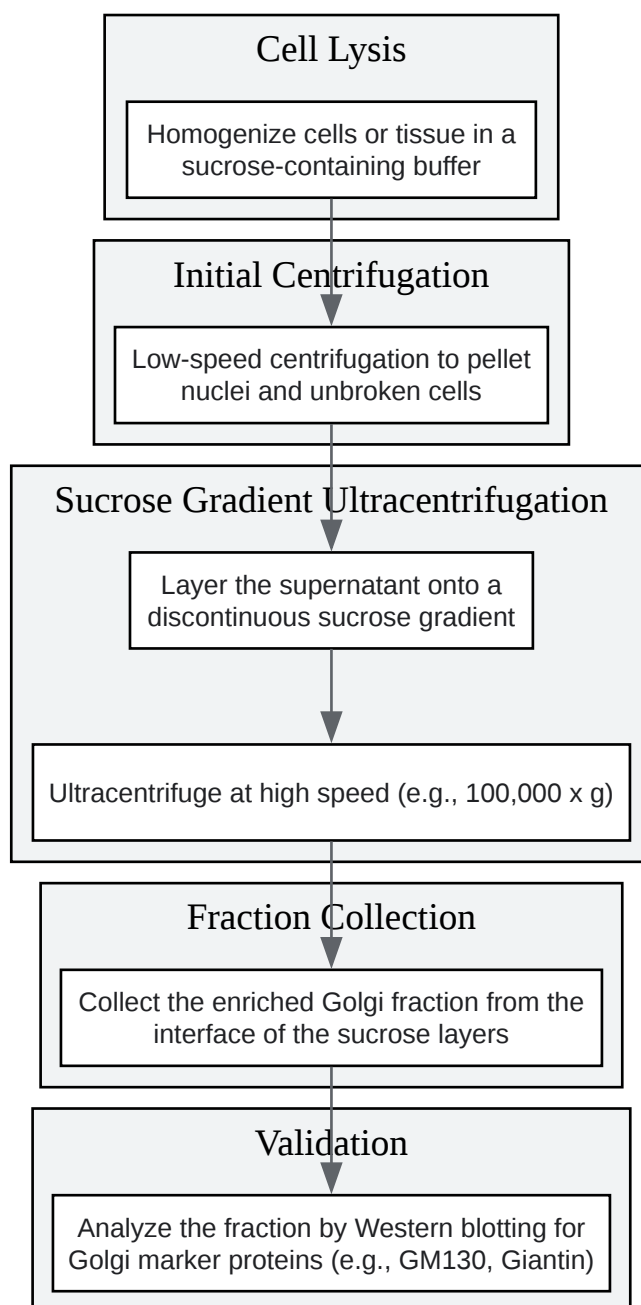 Cell Lysis
Homogenize cells or tissue in a
sucrose-containing buffer
Initial Centrifugation
Low-speed centrifugation to pellet
nuclei and unbroken cells
Sucrose Gradient Ultracentrifugation
Layer the supernatant onto a
discontinuous sucrose gradient
Ultracentrifuge at high speed (e.g., 100,000 x g)
Fraction Collection
Collect the enriched Golgi fraction from the
interface of the sucrose layers
Validation
Analyze the fraction by Western blotting for
Golgi marker proteins (e.g., GM130, Giantin)